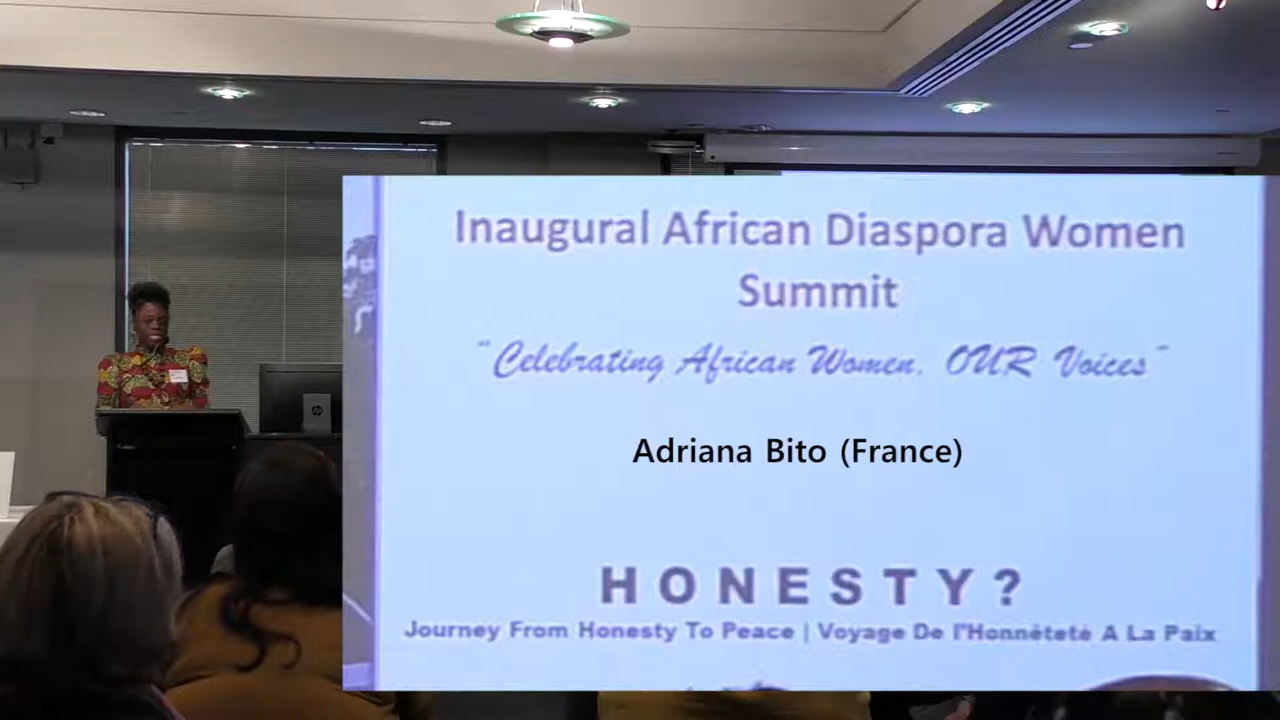 Inaugural African Diaspora Women
Summit
"Celebrating African Women. OUR Voices"
Adriana Bito (France)
HONESTY?
Journey From Honesty To Peace | Voyage De l'Honnêteté A La Paix
hp